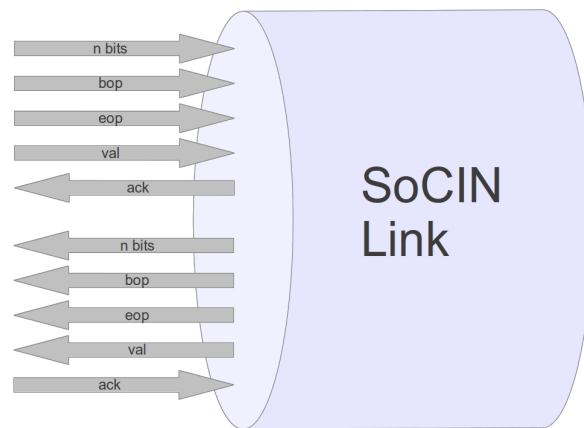 n bits
bop
eop
val
ack
n bits
bop
eop
val
ack
SoCIN
Link